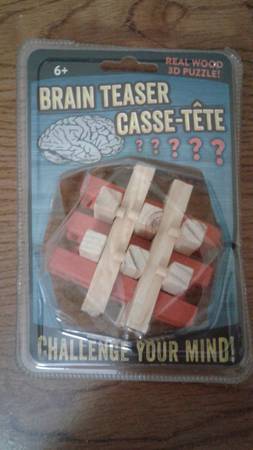 6+
REAL WOOD
3D PUZZLE!
BRAIN TEASER
CASSE-TÊTE
? ? ? ? ?
CHALLENGE YOUR MIND!